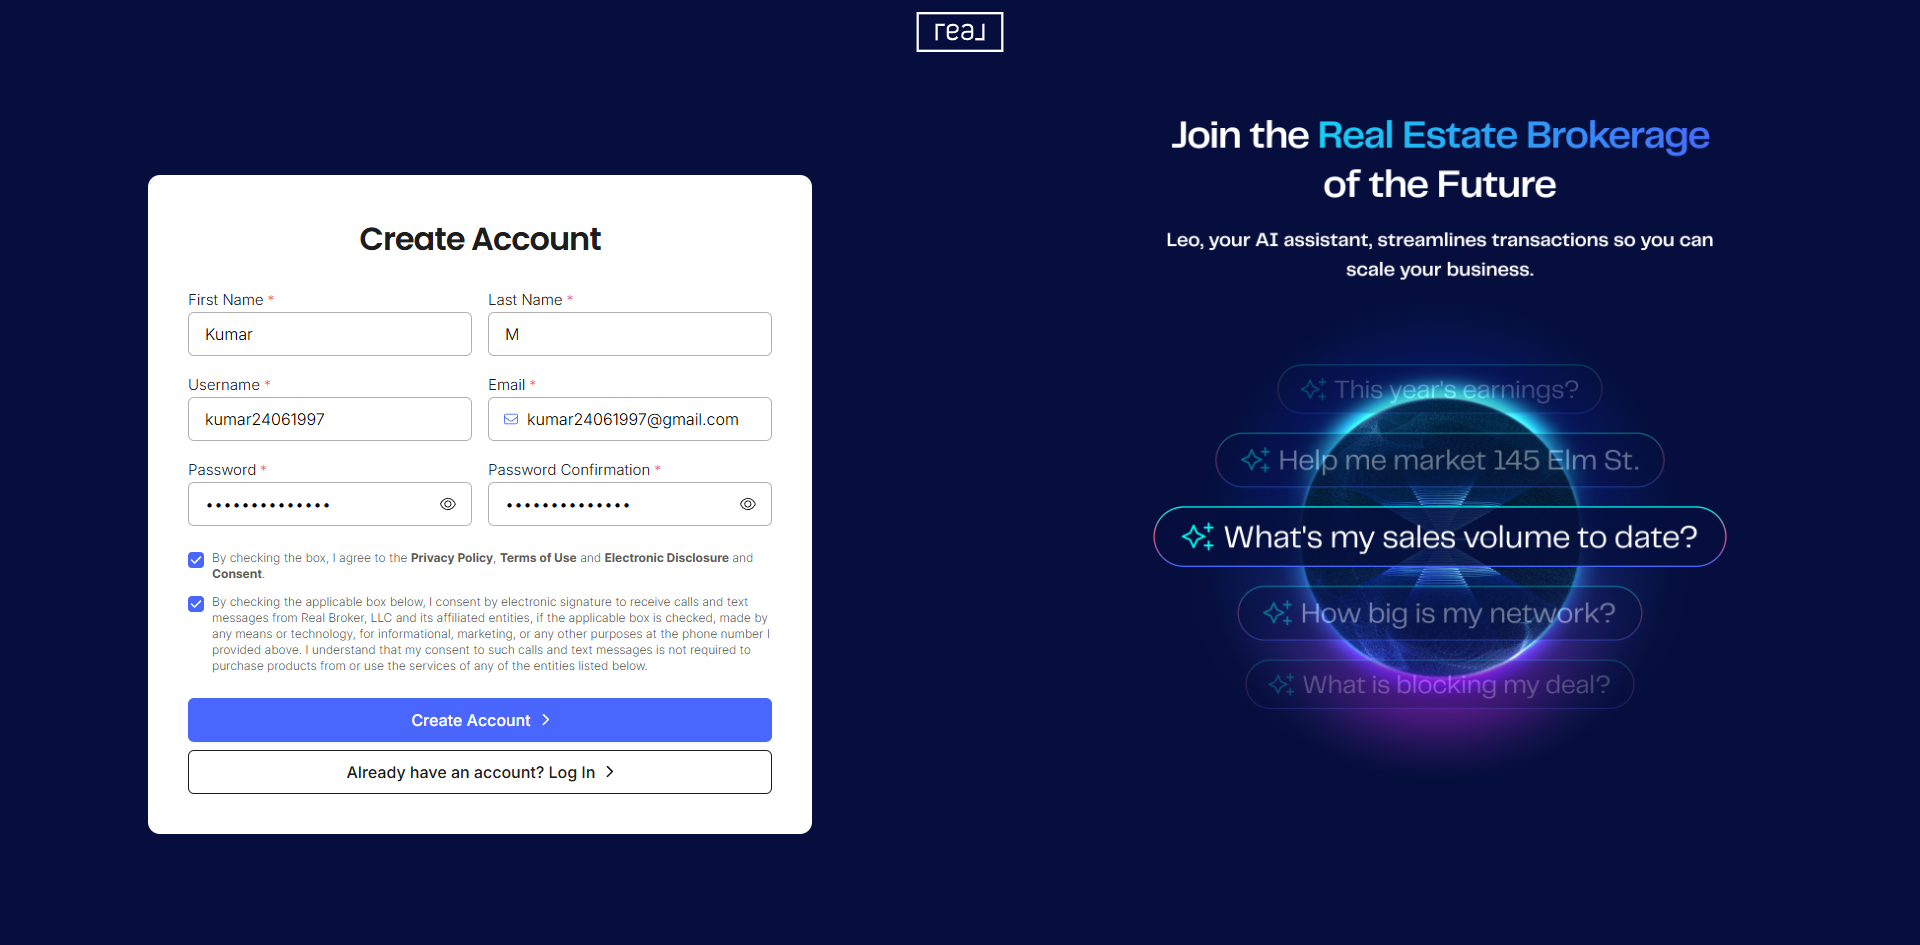 real
Create Account
First Name *
Last Name *
Kumar
M
Username *
Email *
kumar24061997
kumar24061997@gmail.com
Password *
Password Confirmation *
••••••••••••••
••••••••••••••
By checking the box, I agree to the Privacy Policy, Terms of Use and Electronic Disclosure and
Consent.
By checking the applicable box below, I consent by electronic signature to receive calls and text
messages from Real Broker, LLC and its affiliated entities, if the applicable box is checked, made by
any means or technology, for informational, marketing, or any other purposes at the phone number I
provided above. I understand that my consent to such calls and text messages is not required to
purchase products from or use the services of any of the entities listed below.
Create Account
Already have an account? Log In
Join the Real Estate Brokerage
of the Future
Leo, your AI assistant, streamlines transactions so you can
scale your business.
This year's earnings?
Help me market 145 Elm St.
What's my sales volume to date?
How big is my network?
What is blocking my deal?